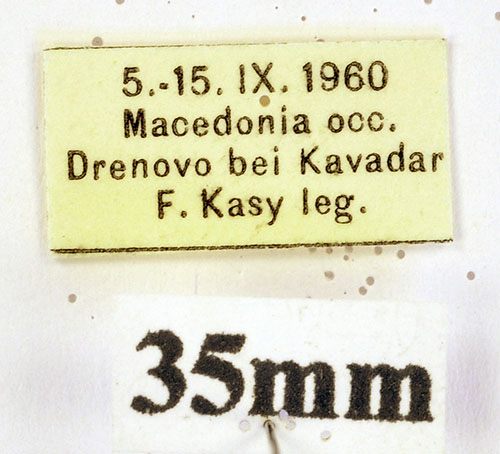 5.-15. IX. 1960
Macedonia occ.
Drenovo bei Kavadar
F. Kasy leg.
35mm